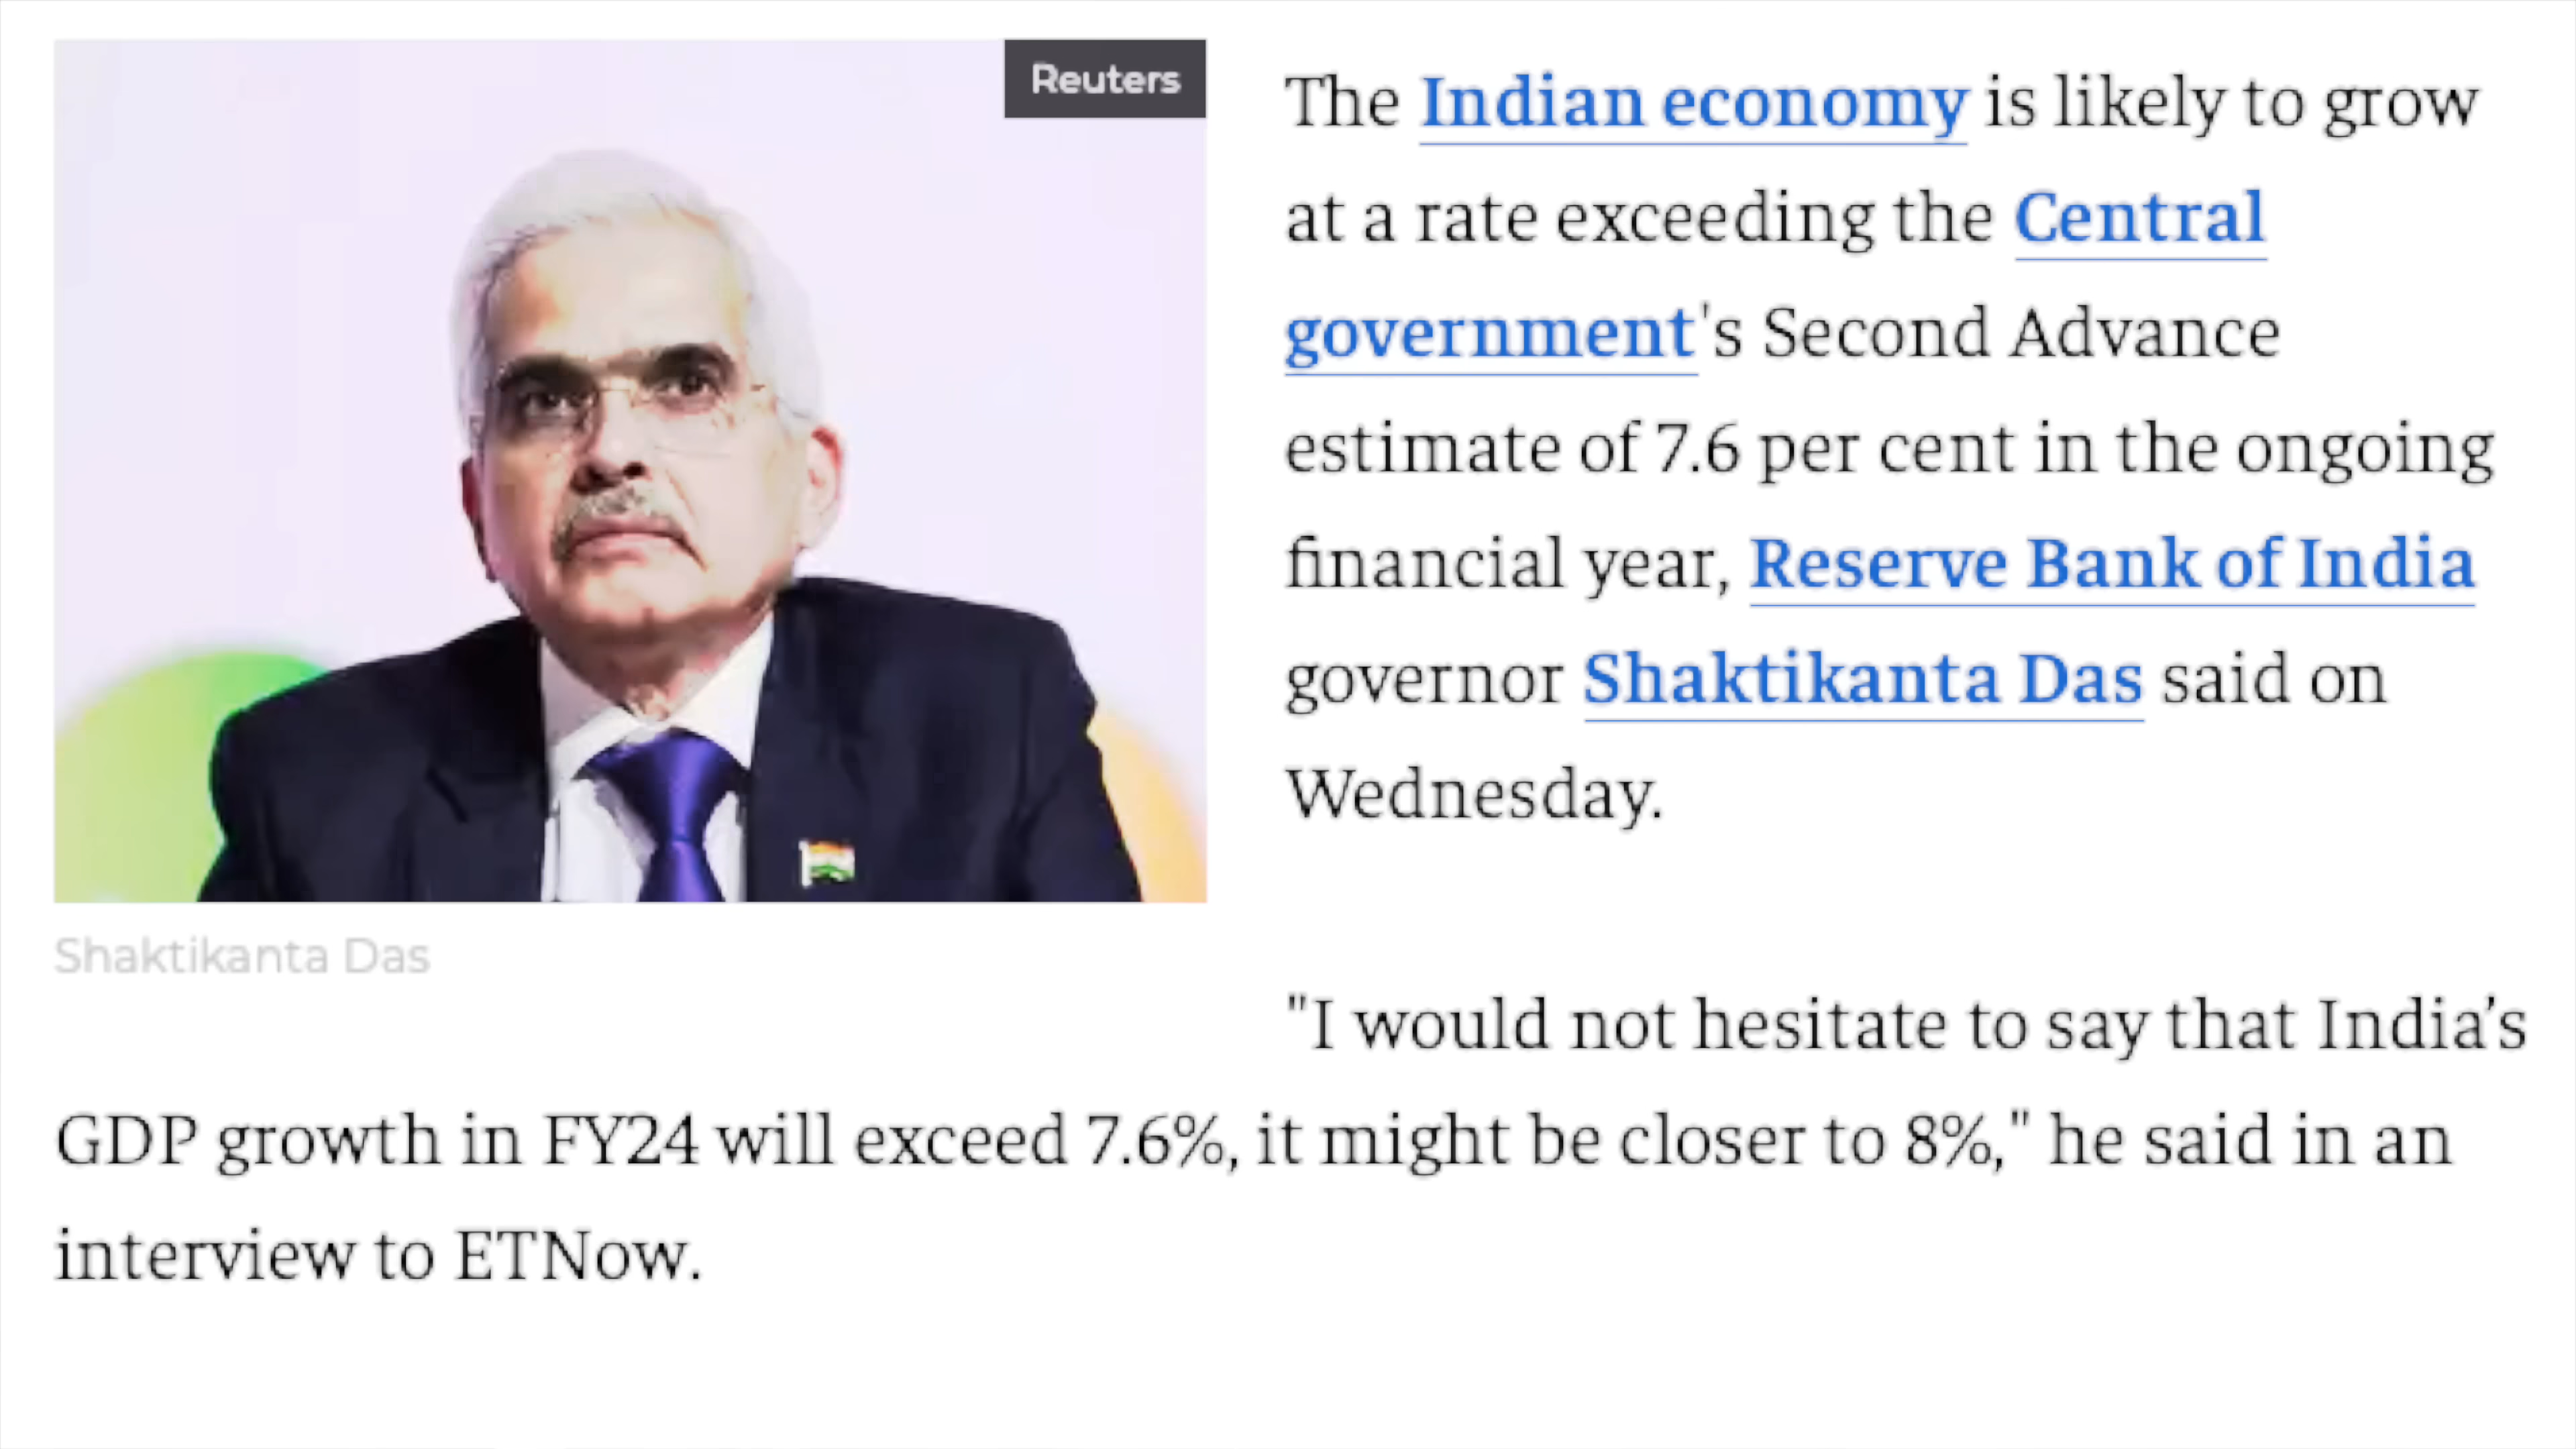 Reuters
The Indian economy is likely to grow
at a rate exceeding the Central
government's Second Advance
estimate of 7.6 per cent in the ongoing
financial year, Reserve Bank of India
governor Shaktikanta Das said on
Wednesday.
Shaktikanta Das
"I would not hesitate to say that India’s
GDP growth in FY24 will exceed 7.6%, it might be closer to 8%," he said in an
interview to ETNow.